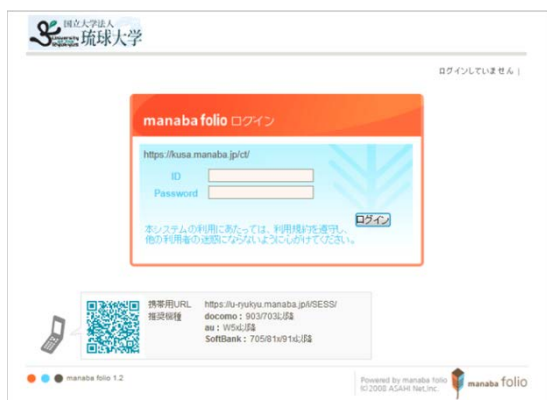 国立大学法人
琉球大学
ログインしていません |
manaba folio ログイン
https://kusa.manaba.jp/ct/
ID
Password
ログイン
本システムの利用にあたっては、利用規約を遵守し、
他の利用者の迷惑にならないように心がけてください。
携帯用URL https://u-ryukyu.manaba.jp/l/SESS/
推奨機種 docomo : 903/703i以降
au : W5x以降
SoftBank : 705/81x/91x以降
manaba folio 1.2
Powered by manaba folio
(C)2008 ASAHI Net,Inc.
manaba folio